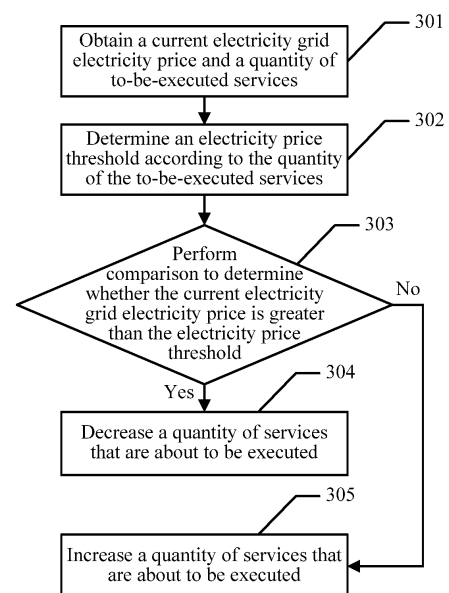 301
Obtain a current electricity grid
electricity price and a quantity of
to-be-executed services
302
Determine an electricity price
threshold according to the quantity
of the to-be-executed services
303
Perform
comparison to determine
whether the current electricity
grid electricity price is greater
than the electricity price
threshold
No
Yes
304
Decrease a quantity of services
that are about to be executed
305
Increase a quantity of services that
are about to be executed